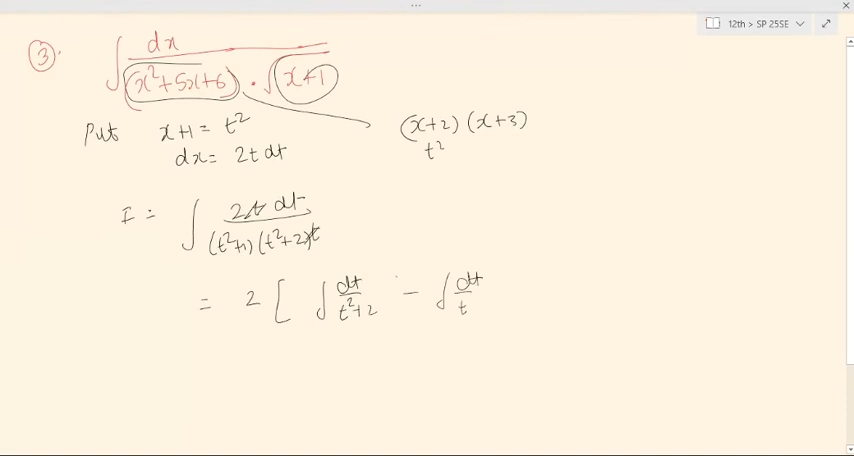 12th > SP 25SE
③. ∫ dx / (x²+5x+6) · √(x+1)
Put x+1 = t² (x+2) (x+3)
dx = 2t dt t²
I = ∫ 2t dt / (t²+1) (t²+2) t
= 2 [ ∫ dt / t²+2 − ∫ dt / t